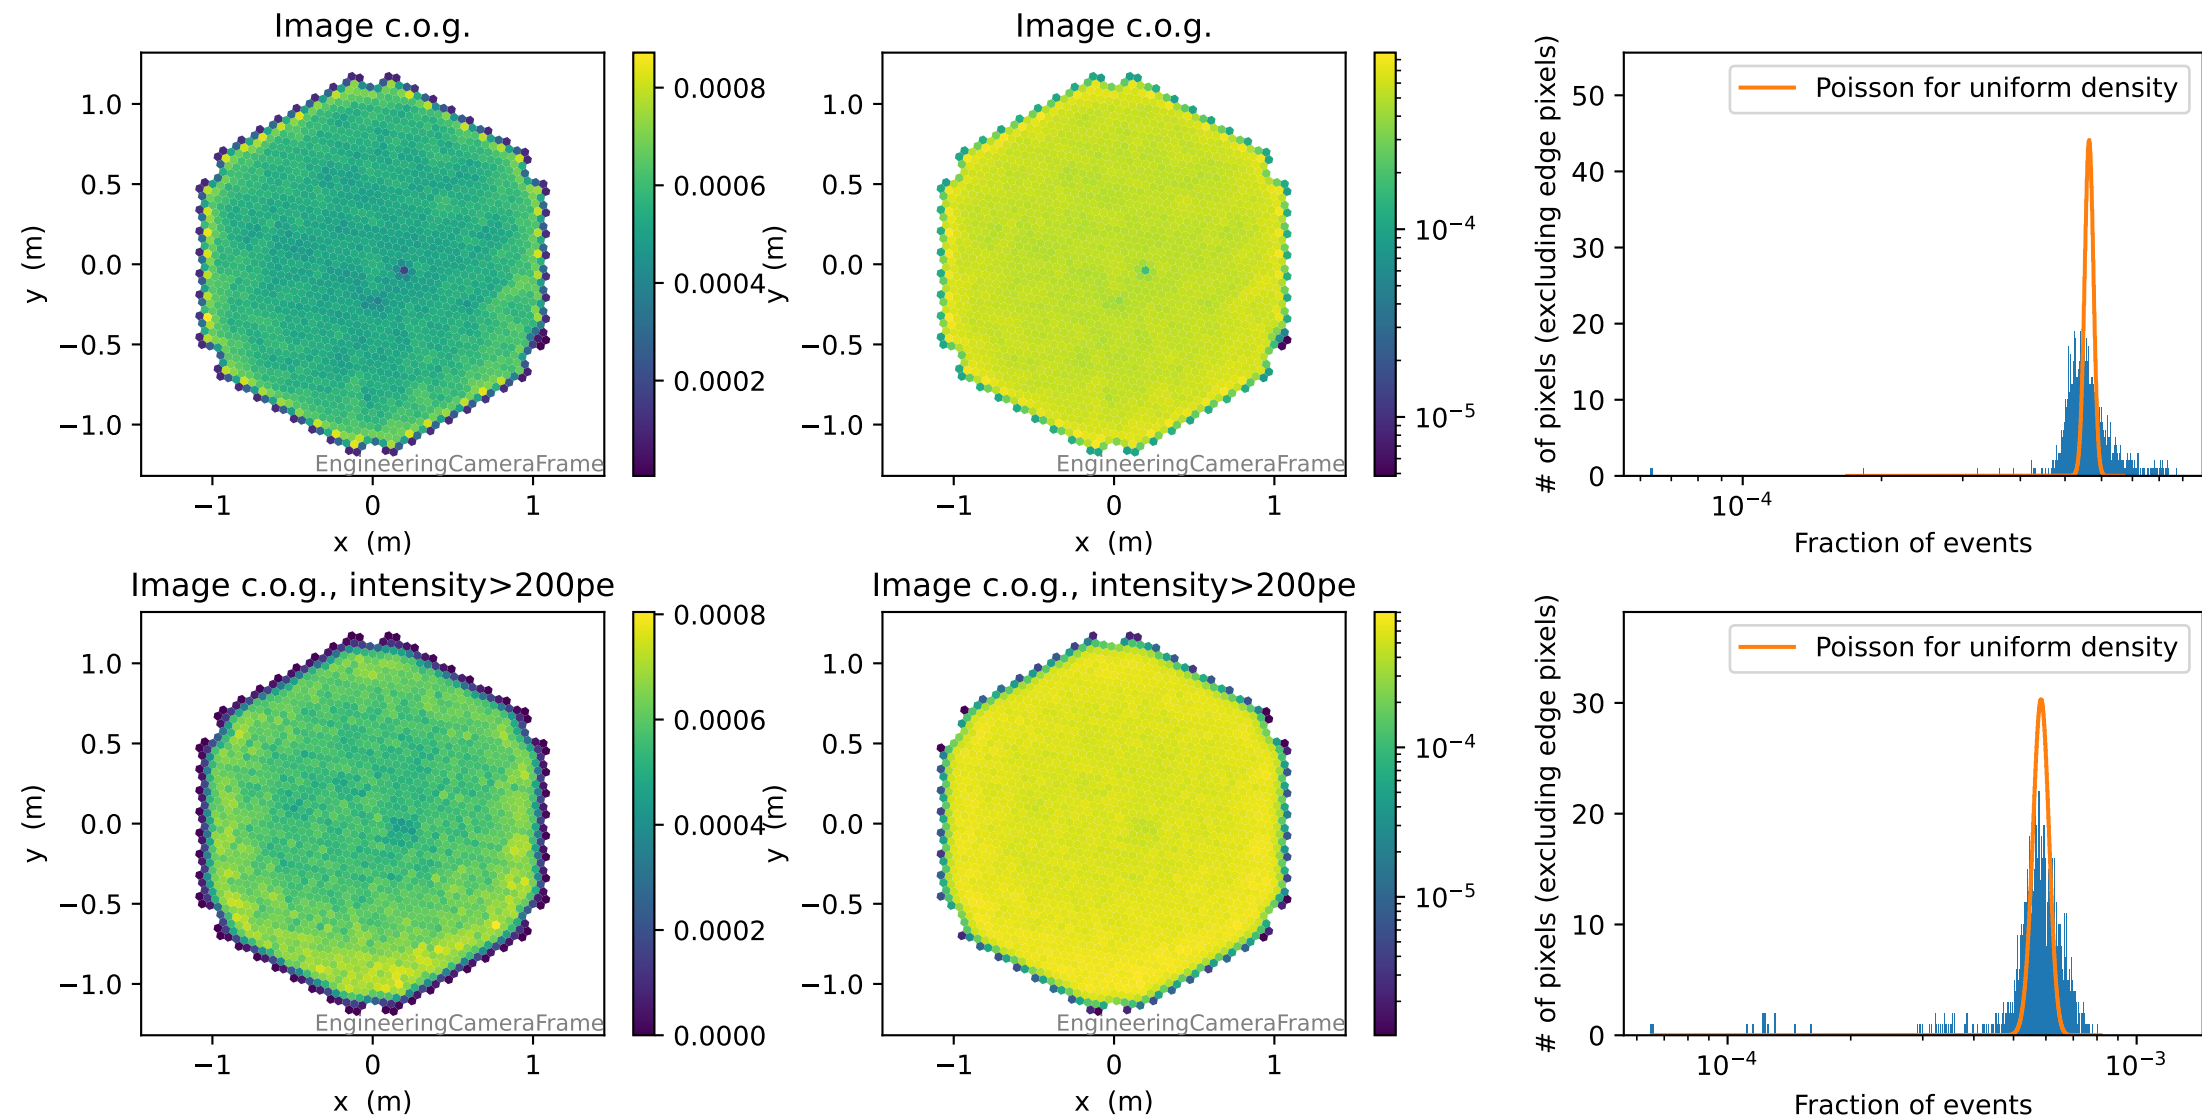 Image c.o.g.
1.0
0.5
0.0
−0.5
−1.0
y (m)
−1
0
1
x (m)
EngineeringCameraFrame
0.0008
0.0006
0.0004
0.0002
Image c.o.g.
1.0
0.5
0.0
−0.5
−1.0
y (m)
−1
0
1
x (m)
EngineeringCameraFrame
10⁻⁴
10⁻⁵
# of pixels (excluding edge pixels)
50
40
30
20
10
0
Poisson for uniform density
10⁻⁴
Fraction of events
Image c.o.g., intensity>200pe
1.0
0.5
0.0
−0.5
−1.0
y (m)
−1
0
1
x (m)
EngineeringCameraFrame
0.0008
0.0006
0.0004
0.0002
0.0000
Image c.o.g., intensity>200pe
1.0
0.5
0.0
−0.5
−1.0
y (m)
−1
0
1
x (m)
EngineeringCameraFrame
10⁻⁴
10⁻⁵
# of pixels (excluding edge pixels)
30
20
10
0
Poisson for uniform density
10⁻⁴
10⁻³
Fraction of events